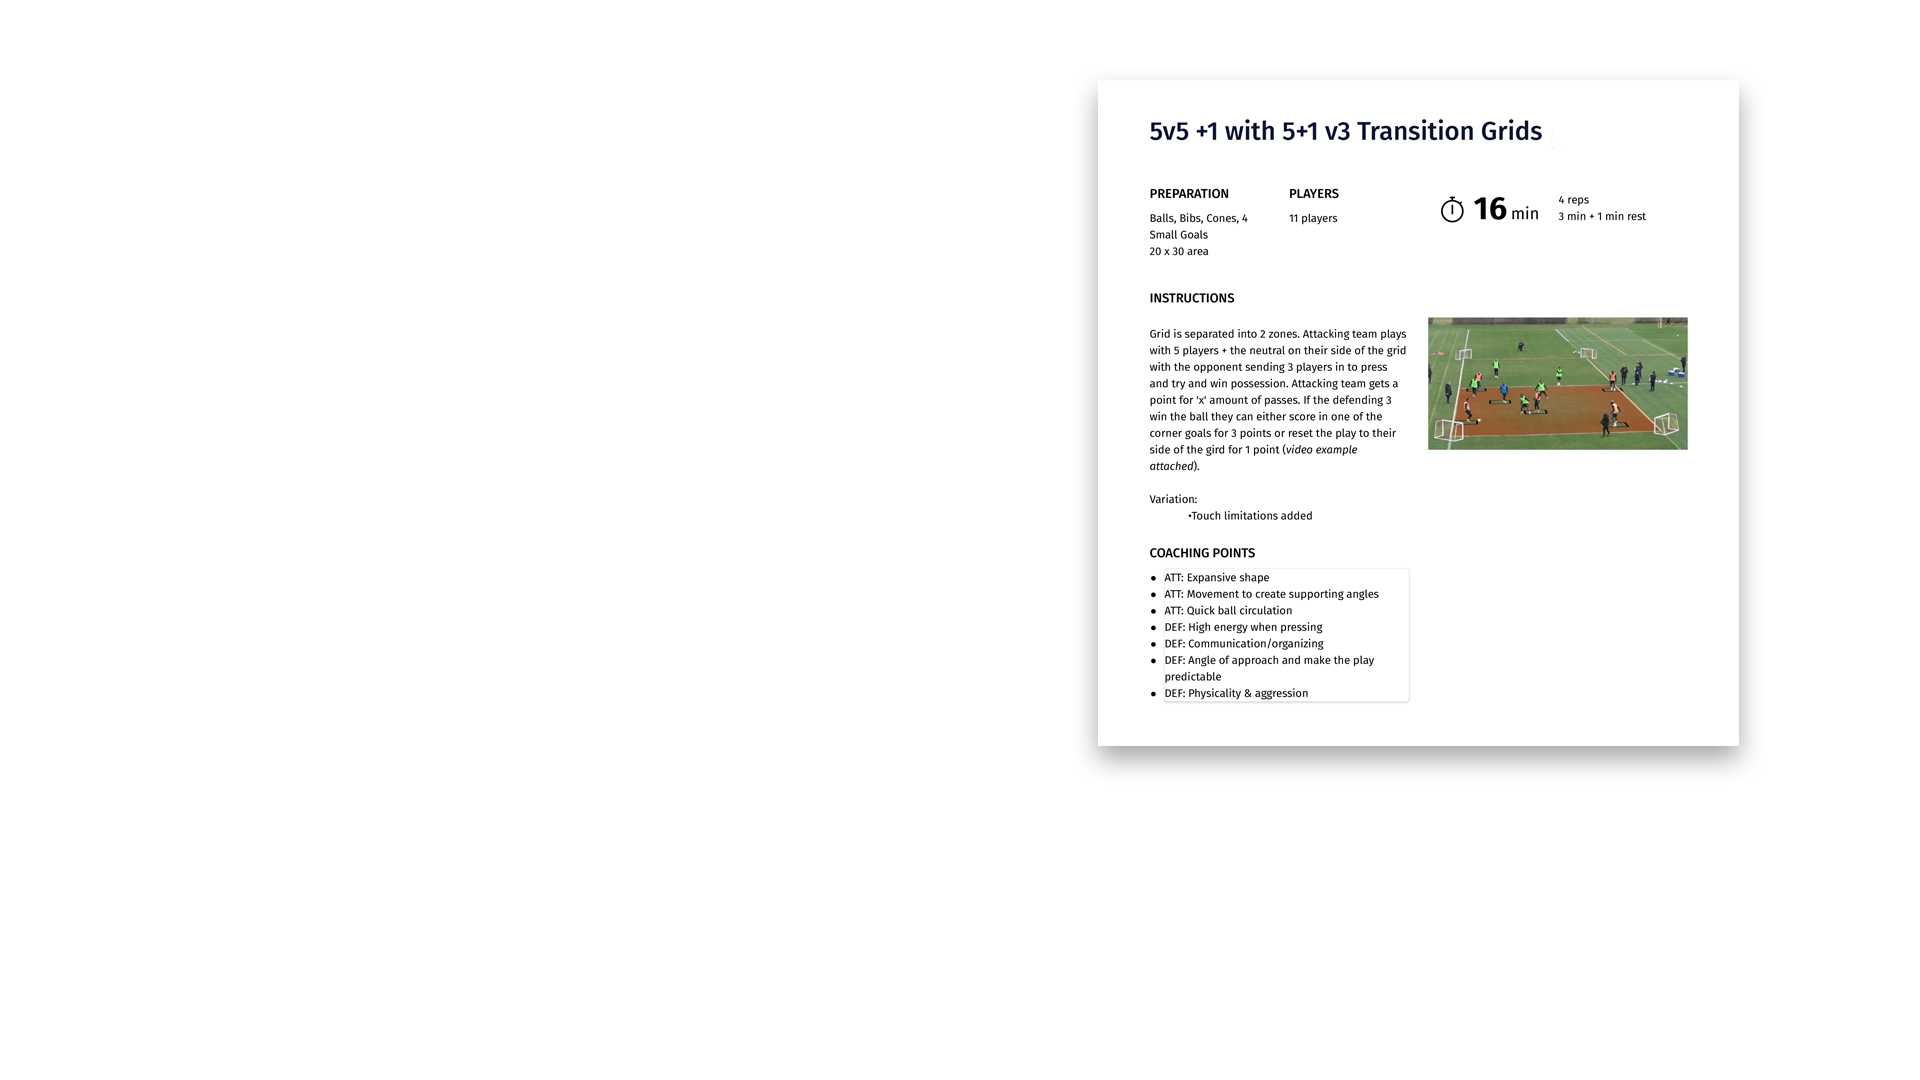 5v5 +1 with 5+1 v3 Transition Grids
PREPARATION
Balls, Bibs, Cones, 4
Small Goals
20 x 30 area
PLAYERS
11 players
16 min
4 reps
3 min + 1 min rest
INSTRUCTIONS
Grid is separated into 2 zones. Attacking team plays
with 5 players + the neutral on their side of the grid
with the opponent sending 3 players in to press
and try and win possession. Attacking team gets a
point for 'x' amount of passes. If the defending 3
win the ball they can either score in one of the
corner goals for 3 points or reset the play to their
side of the gird for 1 point (video example
attached).
Variation:
•Touch limitations added
COACHING POINTS
● ATT: Expansive shape
● ATT: Movement to create supporting angles
● ATT: Quick ball circulation
● DEF: High energy when pressing
● DEF: Communication/organizing
● DEF: Angle of approach and make the play
predictable
● DEF: Physicality & aggression